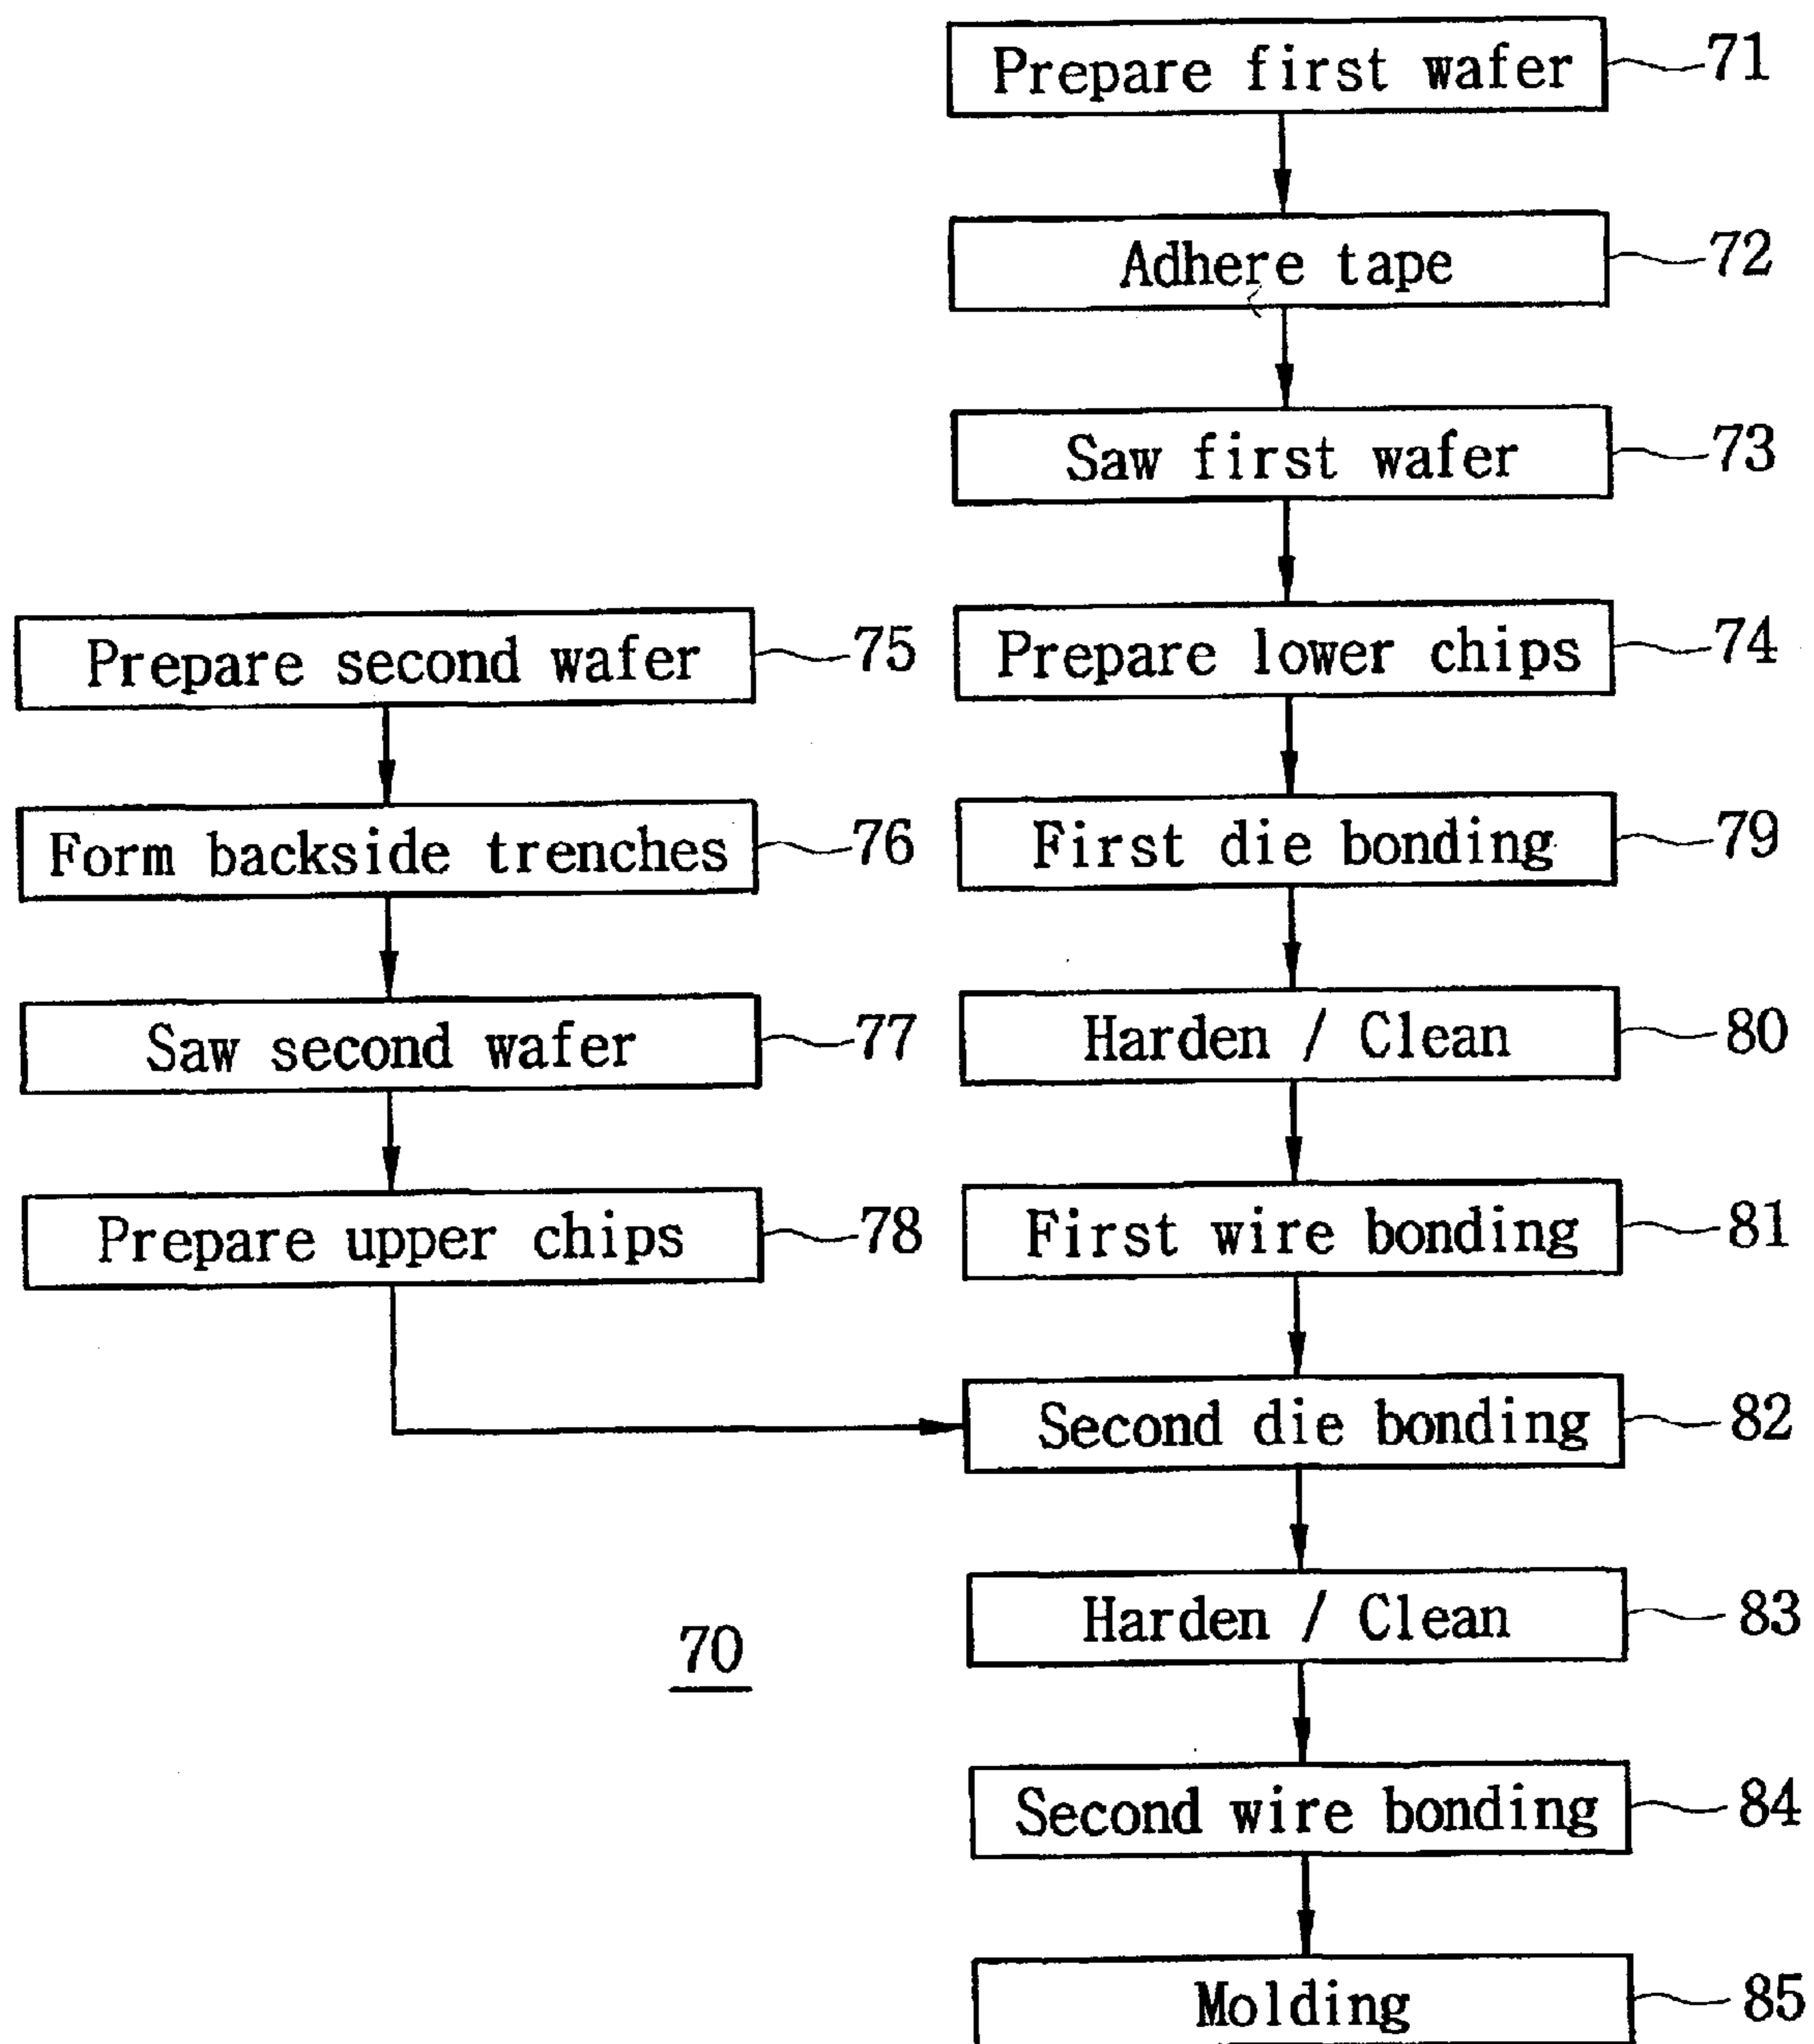 Prepare first wafer 71
Adhere tape 72
Saw first wafer 73
Prepare lower chips 74
Prepare second wafer 75
Form backside trenches 76
Saw second wafer 77
Prepare upper chips 78
First die bonding 79
Harden / Clean 80
First wire bonding 81
Second die bonding 82
Harden / Clean 83
Second wire bonding 84
Molding 85
70